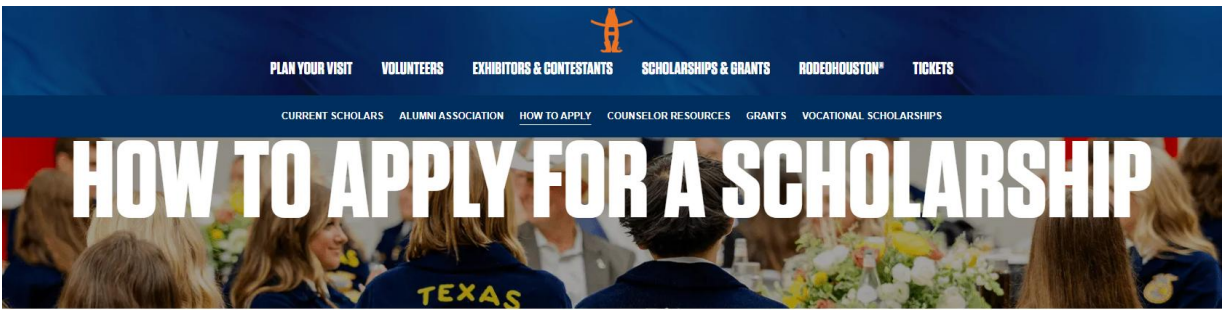 PLAN YOUR VISIT VOLUNTEERS EXHIBITORS & CONTESTANTS SCHOLARSHIPS & GRANTS RODEOHOUSTON® TICKETS
CURRENT SCHOLARS ALUMNI ASSOCIATION HOW TO APPLY COUNSELOR RESOURCES GRANTS VOCATIONAL SCHOLARSHIPS
HOW TO APPLY FOR A SCHOLARSHIP
TEXAS